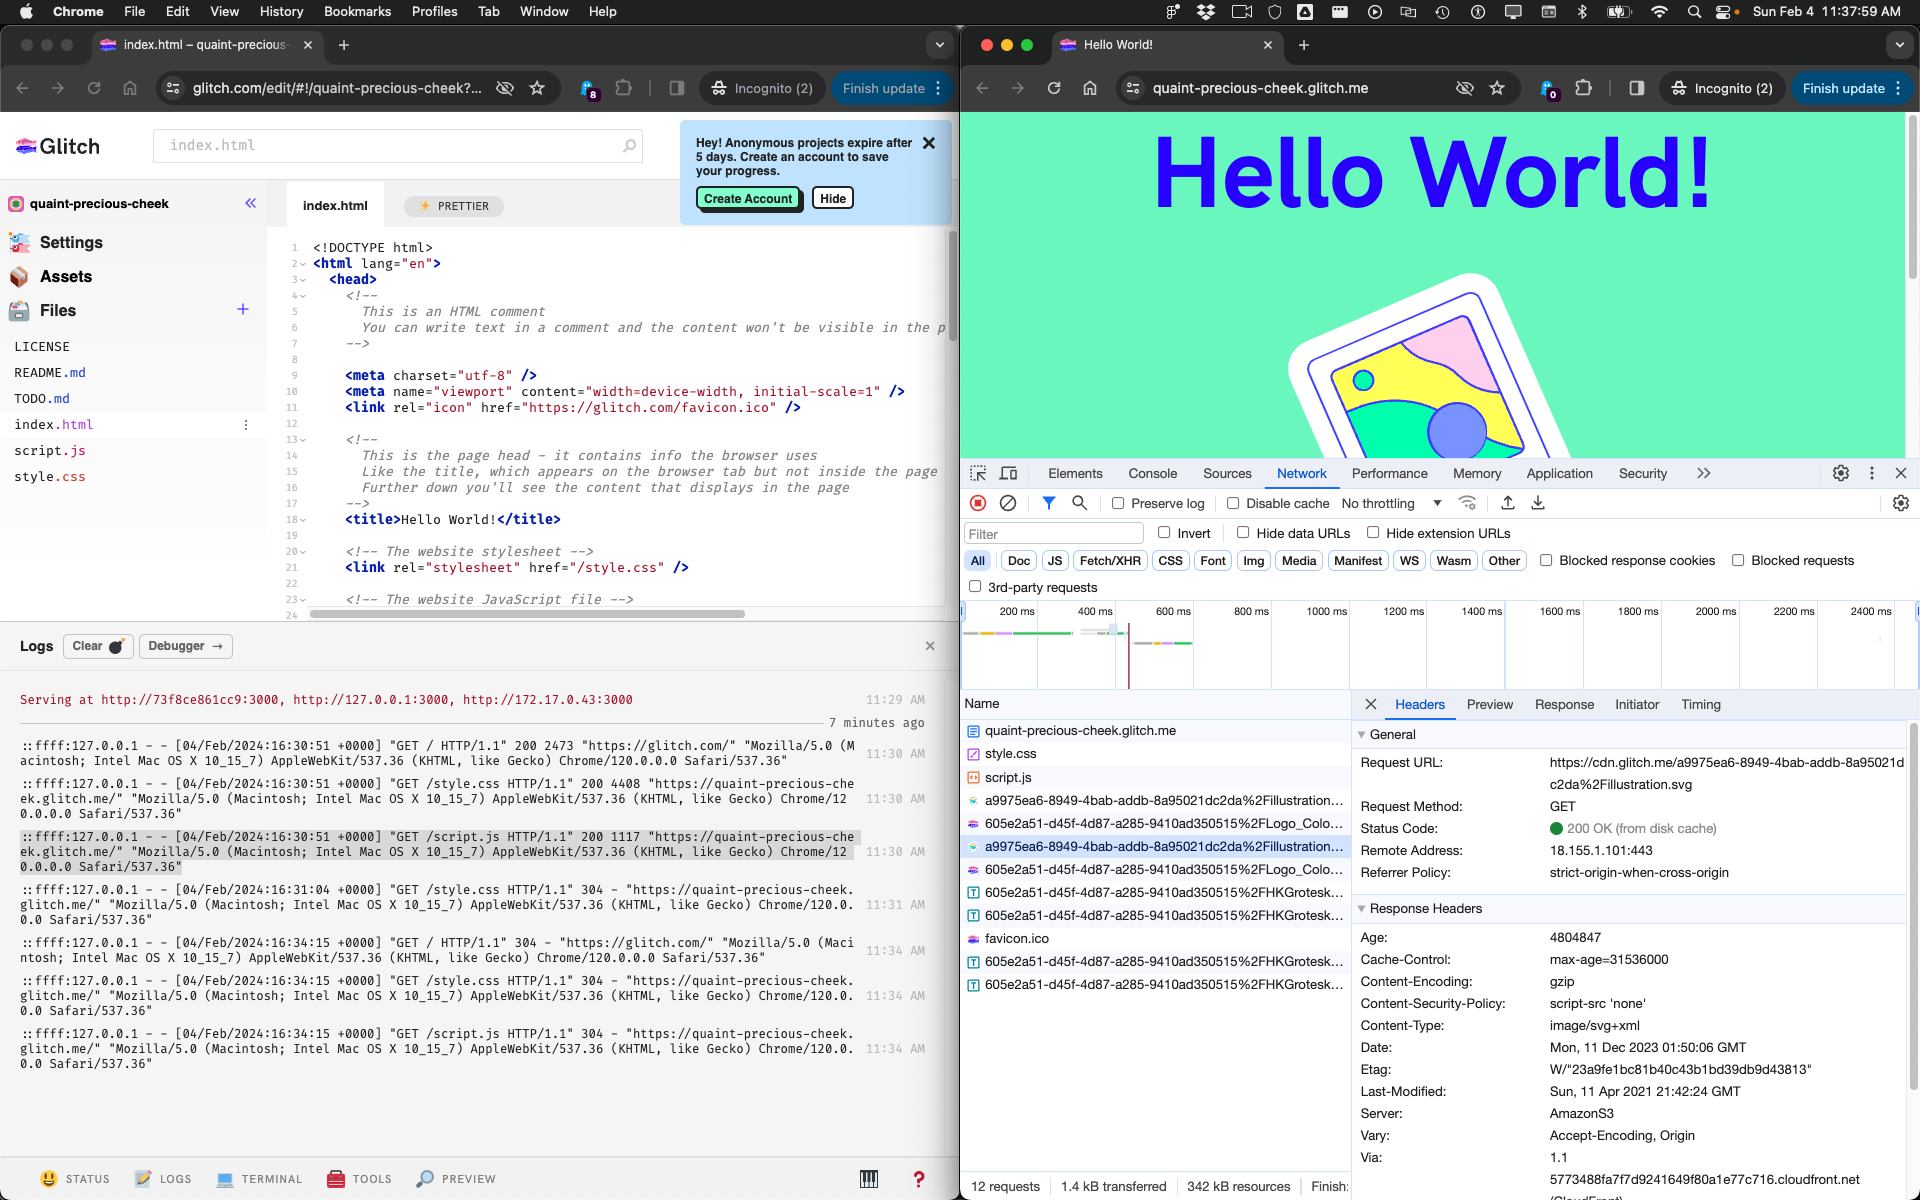 Chrome File Edit View History Bookmarks Profiles Tab Window Help
Sun Feb 4 11:37:59 AM
index.html – quaint-precious-
glitch.com/edit/#!/quaint-precious-cheek?...
8
Incognito (2)
Finish update
Glitch
index.html
Hey! Anonymous projects expire after
5 days. Create an account to save
your progress.
Create Account Hide
quaint-precious-cheek
Settings
Assets
Files
LICENSE
README.md
TODO.md
index.html
script.js
style.css
index.html PRETTIER
1 <!DOCTYPE html>
2 <html lang="en">
3 <head>
4 <!--
5 This is an HTML comment
6 You can write text in a comment and the content won't be visible in the p
7 -->
8
9 <meta charset="utf-8" />
10 <meta name="viewport" content="width=device-width, initial-scale=1" />
11 <link rel="icon" href="https://glitch.com/favicon.ico" />
12
13 <!--
14 This is the page head - it contains info the browser uses
15 Like the title, which appears on the browser tab but not inside the page
16 Further down you'll see the content that displays in the page
17 -->
18 <title>Hello World!</title>
19
20 <!-- The website stylesheet -->
21 <link rel="stylesheet" href="/style.css" />
22
23 <!-- The website JavaScript file -->
24
Logs Clear Debugger →
Serving at http://73f8ce861cc9:3000, http://127.0.0.1:3000, http://172.17.0.43:3000 11:29 AM
7 minutes ago
::ffff:127.0.0.1 - - [04/Feb/2024:16:30:51 +0000] "GET / HTTP/1.1" 200 2473 "https://glitch.com/" "Mozilla/5.0 (M
acintosh; Intel Mac OS X 10_15_7) AppleWebKit/537.36 (KHTML, like Gecko) Chrome/120.0.0.0 Safari/537.36"
11:30 AM
::ffff:127.0.0.1 - - [04/Feb/2024:16:30:51 +0000] "GET /style.css HTTP/1.1" 200 4408 "https://quaint-precious-che
ek.glitch.me/" "Mozilla/5.0 (Macintosh; Intel Mac OS X 10_15_7) AppleWebKit/537.36 (KHTML, like Gecko) Chrome/12
0.0.0.0 Safari/537.36"
11:30 AM
::ffff:127.0.0.1 - - [04/Feb/2024:16:30:51 +0000] "GET /script.js HTTP/1.1" 200 1117 "https://quaint-precious-che
ek.glitch.me/" "Mozilla/5.0 (Macintosh; Intel Mac OS X 10_15_7) AppleWebKit/537.36 (KHTML, like Gecko) Chrome/12
0.0.0.0 Safari/537.36"
11:30 AM
::ffff:127.0.0.1 - - [04/Feb/2024:16:31:04 +0000] "GET /style.css HTTP/1.1" 304 - "https://quaint-precious-cheek.
glitch.me/" "Mozilla/5.0 (Macintosh; Intel Mac OS X 10_15_7) AppleWebKit/537.36 (KHTML, like Gecko) Chrome/120.0.
0.0 Safari/537.36"
11:31 AM
::ffff:127.0.0.1 - - [04/Feb/2024:16:34:15 +0000] "GET / HTTP/1.1" 304 - "https://glitch.com/" "Mozilla/5.0 (Maci
ntosh; Intel Mac OS X 10_15_7) AppleWebKit/537.36 (KHTML, like Gecko) Chrome/120.0.0.0 Safari/537.36"
11:34 AM
::ffff:127.0.0.1 - - [04/Feb/2024:16:34:15 +0000] "GET /style.css HTTP/1.1" 304 - "https://quaint-precious-cheek.
glitch.me/" "Mozilla/5.0 (Macintosh; Intel Mac OS X 10_15_7) AppleWebKit/537.36 (KHTML, like Gecko) Chrome/120.0.
0.0 Safari/537.36"
11:34 AM
::ffff:127.0.0.1 - - [04/Feb/2024:16:34:15 +0000] "GET /script.js HTTP/1.1" 304 - "https://quaint-precious-cheek.
glitch.me/" "Mozilla/5.0 (Macintosh; Intel Mac OS X 10_15_7) AppleWebKit/537.36 (KHTML, like Gecko) Chrome/120.0.
0.0 Safari/537.36"
11:34 AM
STATUS LOGS TERMINAL TOOLS PREVIEW ?
Hello World!
quaint-precious-cheek.glitch.me
0
Incognito (2)
Finish update
Hello World!
Elements Console Sources Network Performance Memory Application Security
Preserve log Disable cache No throttling
Filter Invert Hide data URLs Hide extension URLs
All Doc JS Fetch/XHR CSS Font Img Media Manifest WS Wasm Other Blocked response cookies Blocked requests
3rd-party requests
200 ms 400 ms 600 ms 800 ms 1000 ms 1200 ms 1400 ms 1600 ms 1800 ms 2000 ms 2200 ms 2400 ms
Name
quaint-precious-cheek.glitch.me
style.css
script.js
a9975ea6-8949-4bab-addb-8a95021dc2da%2Fillustration...
605e2a51-d45f-4d87-a285-9410ad350515%2FLogo_Colo...
a9975ea6-8949-4bab-addb-8a95021dc2da%2Fillustration...
605e2a51-d45f-4d87-a285-9410ad350515%2FLogo_Colo...
605e2a51-d45f-4d87-a285-9410ad350515%2FHKGrotesk...
605e2a51-d45f-4d87-a285-9410ad350515%2FHKGrotesk...
favicon.ico
605e2a51-d45f-4d87-a285-9410ad350515%2FHKGrotesk...
605e2a51-d45f-4d87-a285-9410ad350515%2FHKGrotesk...
12 requests 1.4 kB transferred 342 kB resources Finish:
Headers Preview Response Initiator Timing
General
Request URL: https://cdn.glitch.me/a9975ea6-8949-4bab-addb-8a95021d
c2da%2Fillustration.svg
Request Method: GET
Status Code: 200 OK (from disk cache)
Remote Address: 18.155.1.101:443
Referrer Policy: strict-origin-when-cross-origin
Response Headers
Age: 4804847
Cache-Control: max-age=31536000
Content-Encoding: gzip
Content-Security-Policy: script-src 'none'
Content-Type: image/svg+xml
Date: Mon, 11 Dec 2023 01:50:06 GMT
Etag: W/"23a9fe1bc81b40c43b1bd39db9d43813"
Last-Modified: Sun, 11 Apr 2021 21:42:24 GMT
Server: AmazonS3
Vary: Accept-Encoding, Origin
Via: 1.1
5773488fa7f7d9241649f80a1e77c716.cloudfront.net